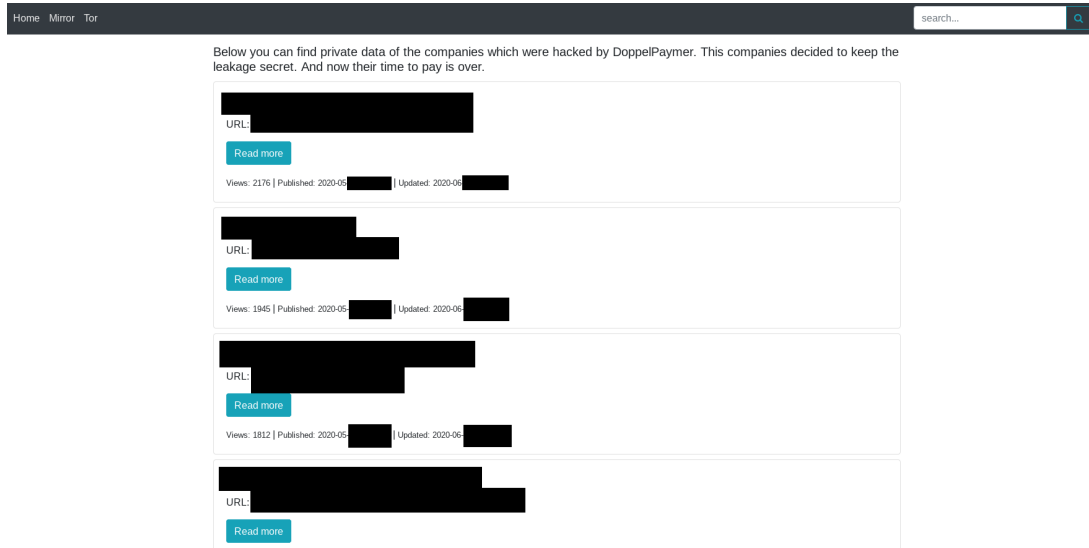 Home Mirror Tor search...
Below you can find private data of the companies which were hacked by DoppelPaymer. This companies decided to keep the
leakage secret. And now their time to pay is over.
URL:
Read more
Views: 2176 | Published: 2020-05 | Updated: 2020-06
URL:
Read more
Views: 1945 | Published: 2020-05- | Updated: 2020-06-
URL:
Read more
Views: 1812 | Published: 2020-05- | Updated: 2020-06-
URL:
Read more